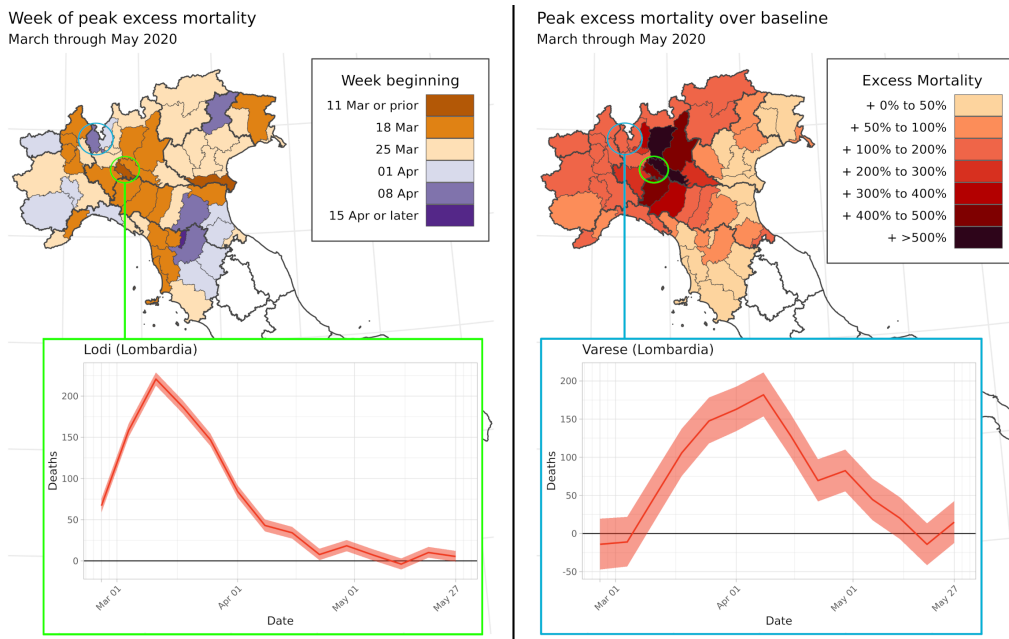 Week of peak excess mortality
March through May 2020
Week beginning
11 Mar or prior
18 Mar
25 Mar
01 Apr
08 Apr
15 Apr or later
Lodi (Lombardia)
200
150
100
50
0
Deaths
Mar 01
Apr 01
May 01
May 27
Date
Peak excess mortality over baseline
March through May 2020
Excess Mortality
+ 0% to 50%
+ 50% to 100%
+ 100% to 200%
+ 200% to 300%
+ 300% to 400%
+ 400% to 500%
+ >500%
Varese (Lombardia)
200
150
100
50
0
-50
Deaths
Mar 01
Apr 01
May 01
May 27
Date